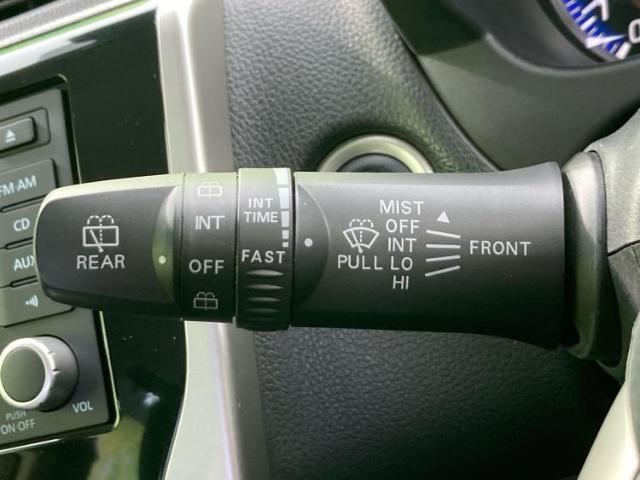 FM·AM
CD
AUX
PUSH
ON·OFF
VOL
REAR
INT
OFF
INT
TIME
FAST
MIST
OFF
INT
PULL LO
HI
FRONT
0